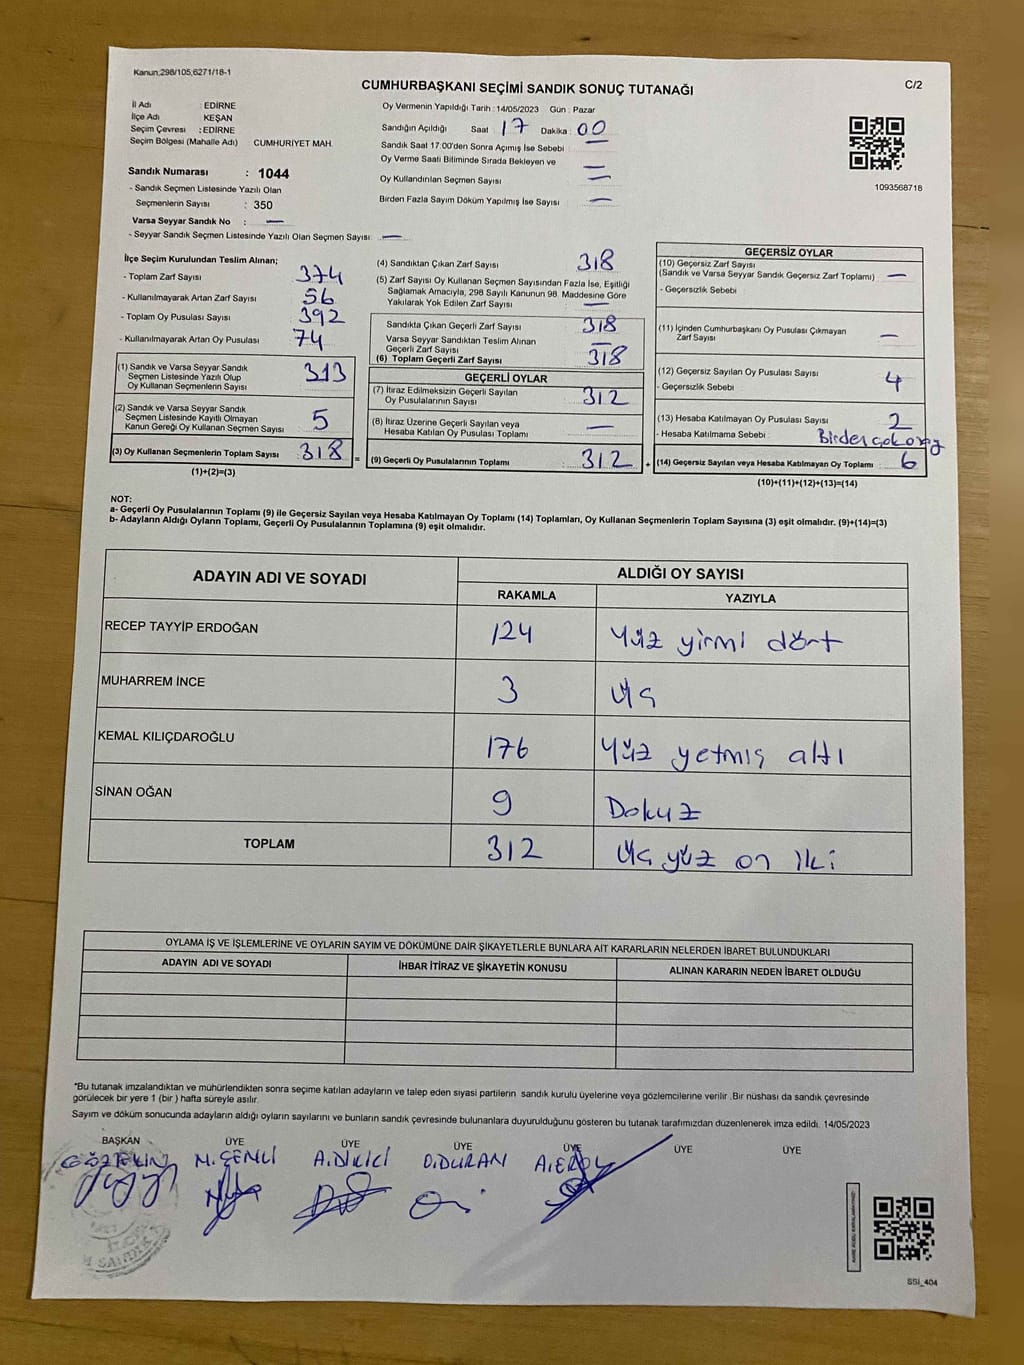 Kanun;298/105;6271/18-1
C/2
CUMHURBAŞKANI SEÇİMİ SANDIK SONUÇ TUTANAĞI
İl Adı : EDİRNE
İlçe Adı KEŞAN
Seçim Çevresi : EDİRNE
Seçim Bölgesi (Mahalle Adı) CUMHURİYET MAH.
Sandık Numarası : 1044
- Sandık Seçmen Listesinde Yazılı Olan
Seçmenlerin Sayısı : 350
Varsa Seyyar Sandık No : —
- Seyyar Sandık Seçmen Listesinde Yazılı Olan Seçmen Sayısı: —
Oy Vermenin Yapıldığı Tarih : 14/05/2023 Gün : Pazar
Sandığın Açıldığı Saat 17 Dakika : 00
Sandık Saat 17:00'den Sonra Açımış İse Sebebi —
Oy Verme Saati Bitiminde Sırada Bekleyen ve
Oy Kullandırılan Seçmen Sayısı —
Birden Fazla Sayım Döküm Yapılmış İse Sayısı —
1093568718
İlçe Seçim Kurulundan Teslim Alınan;
- Toplam Zarf Sayısı 374
- Kullanılmayarak Artan Zarf Sayısı 56
- Toplam Oy Pusulası Sayısı 392
- Kullanılmayarak Artan Oy Pusulası 74
(1) Sandık ve Varsa Seyyar Sandık
Seçmen Listesinde Yazılı Olup
Oy Kullanan Seçmenlerin Sayısı 313
(2) Sandık ve Varsa Seyyar Sandık
Seçmen Listesinde Kayıtlı Olmayan
Kanun Gereği Oy Kullanan Seçmen Sayısı 5
(3) Oy Kullanan Seçmenlerin Toplam Sayısı 318 =
(1)+(2)=(3)
(4) Sandıktan Çıkan Zarf Sayısı 318
(5) Zarf Sayısı Oy Kullanan Seçmen Sayısından Fazla İse, Eşitliği
Sağlamak Amacıyla, 298 Sayılı Kanunun 98. Maddesine Göre
Yakılarak Yok Edilen Zarf Sayısı —
Sandıkta Çıkan Geçerli Zarf Sayısı 318
Varsa Seyyar Sandıktan Teslim Alınan
Geçerli Zarf Sayısı —
(6) Toplam Geçerli Zarf Sayısı 318
GEÇERLİ OYLAR
(7) İtiraz Edilmeksizin Geçerli Sayılan
Oy Pusulalarının Sayısı 312
(8) İtiraz Üzerine Geçerli Sayılan veya
Hesaba Katılan Oy Pusulası Toplamı —
(9) Geçerli Oy Pusulalarının Toplamı 312 +
GEÇERSİZ OYLAR
(10) Geçersiz Zarf Sayısı
(Sandık ve Varsa Seyyar Sandık Geçersiz Zarf Toplamı) —
- Geçersizlik Sebebi
(11) İçinden Cumhurbaşkanı Oy Pusulası Çıkmayan
Zarf Sayısı —
(12) Geçersiz Sayılan Oy Pusulası Sayısı 4
- Geçersizlik Sebebi
(13) Hesaba Katılmayan Oy Pusulası Sayısı 2
- Hesaba Katılmama Sebebi : Birden çok oy
(14) Geçersiz Sayılan veya Hesaba Katılmayan Oy Toplamı 6
(10)+(11)+(12)+(13)=(14)
NOT:
a- Geçerli Oy Pusulalarının Toplamı (9) ile Geçersiz Sayılan veya Hesaba Katılmayan Oy Toplamı (14) Toplamları, Oy Kullanan Seçmenlerin Toplam Sayısına (3) eşit olmalıdır. (9)+(14)=(3)
b- Adayların Aldığı Oyların Toplamı, Geçerli Oy Pusulalarının Toplamına (9) eşit olmalıdır.
ADAYIN ADI VE SOYADI ALDIĞI OY SAYISI
RAKAMLA YAZIYLA
RECEP TAYYİP ERDOĞAN 124 Yüz yirmi dört
MUHARREM İNCE 3 Üç
KEMAL KILIÇDAROĞLU 176 Yüz yetmiş altı
SİNAN OĞAN 9 Dokuz
TOPLAM 312 Üç yüz on iki
OYLAMA İŞ VE İŞLEMLERİNE VE OYLARIN SAYIM VE DÖKÜMÜNE DAİR ŞİKAYETLERLE BUNLARA AİT KARARLARIN NELERDEN İBARET BULUNDUKLARI
ADAYIN ADI VE SOYADI İHBAR İTİRAZ VE ŞİKAYETİN KONUSU ALINAN KARARIN NEDEN İBARET OLDUĞU
*Bu tutanak imzalandıktan ve mühürlendikten sonra seçime katılan adayların ve talep eden siyasi partilerin sandık kurulu üyelerine veya gözlemcilerine verilir .Bir nüshası da sandık çevresinde
görülecek bir yere 1 (bir ) hafta süreyle asılır.
Sayım ve döküm sonucunda adayların aldığı oyların sayılarını ve bunların sandık çevresinde bulunanlara duyurulduğunu gösteren bu tutanak tarafımızdan düzenlenerek imza edildi. 14/05/2023
BAŞKAN ÜYE ÜYE ÜYE ÜYE ÜYE ÜYE
G.ÖZTEKİN M.ŞENLİ A.DİKİCİ O.DURAN A.EROL
SSİ_404